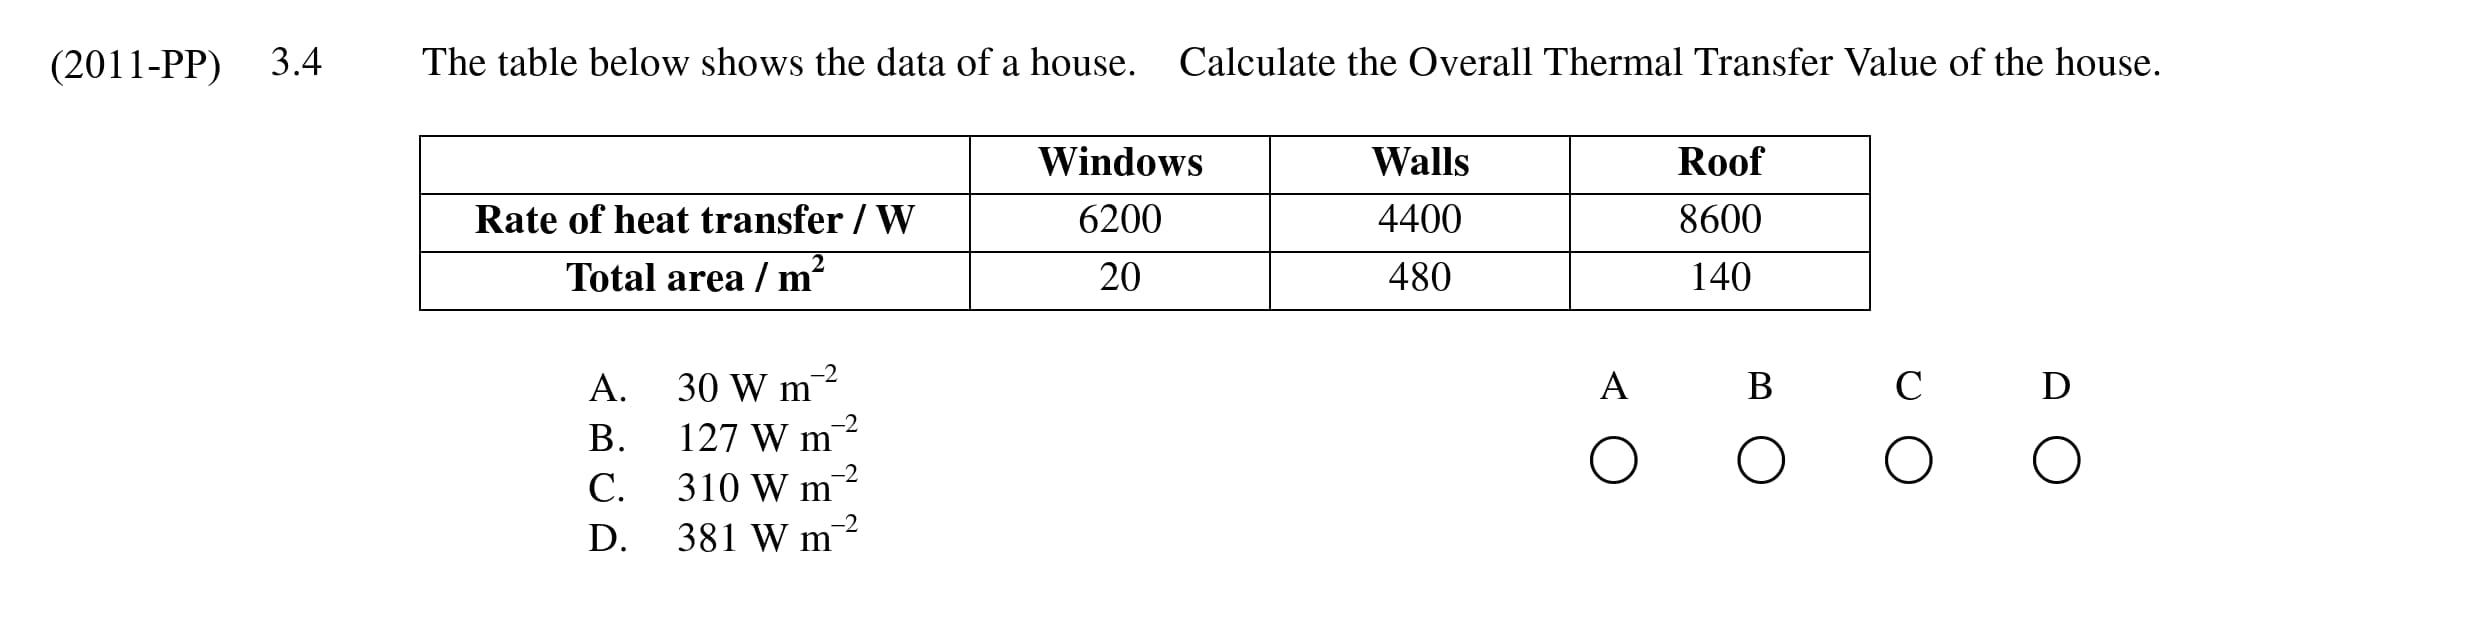 (2011-PP) 3.4 The table below shows the data of a house. Calculate the Overall Thermal Transfer Value of the house.
Windows Walls Roof
Rate of heat transfer / W 6200 4400 8600
Total area / m² 20 480 140
A. 30 W m⁻² A B C D
B. 127 W m⁻²
C. 310 W m⁻²
D. 381 W m⁻²